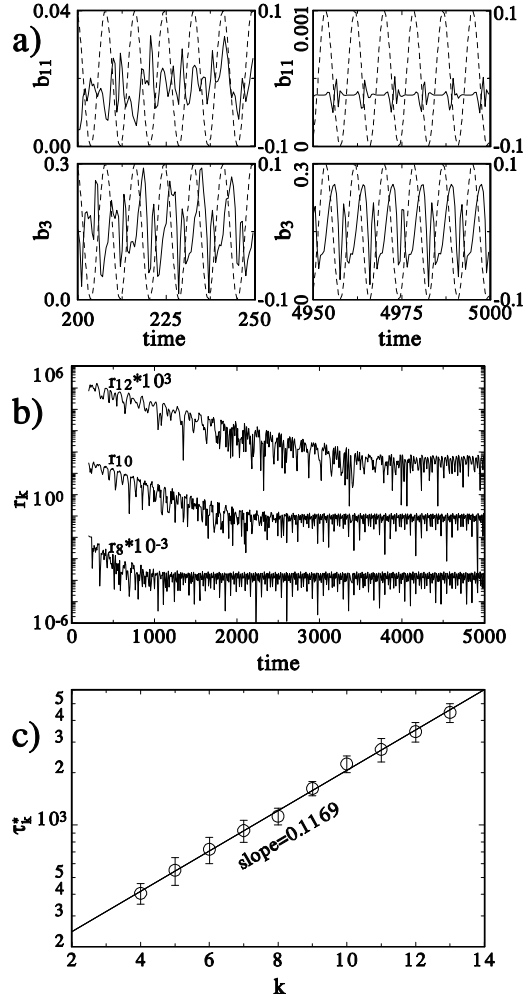 a)
0.04 0.1 0.001 0.1
b11 b11
0.00 -0.1 0 -0.1
0.3 0.1 0.3 0.1
b3 b3
0.0 -0.1 0 -0.1
200 225 250 4950 4975 5000
time time
b)
10^6
r12*10^3
r10
rk
10^0
r8*10^-3
10^-6
0 1000 2000 3000 4000 5000
time
c)
5
4
3
2
τ*k
10^3
slope=0.1169
5
4
3
2
2 4 6 8 10 12 14
k